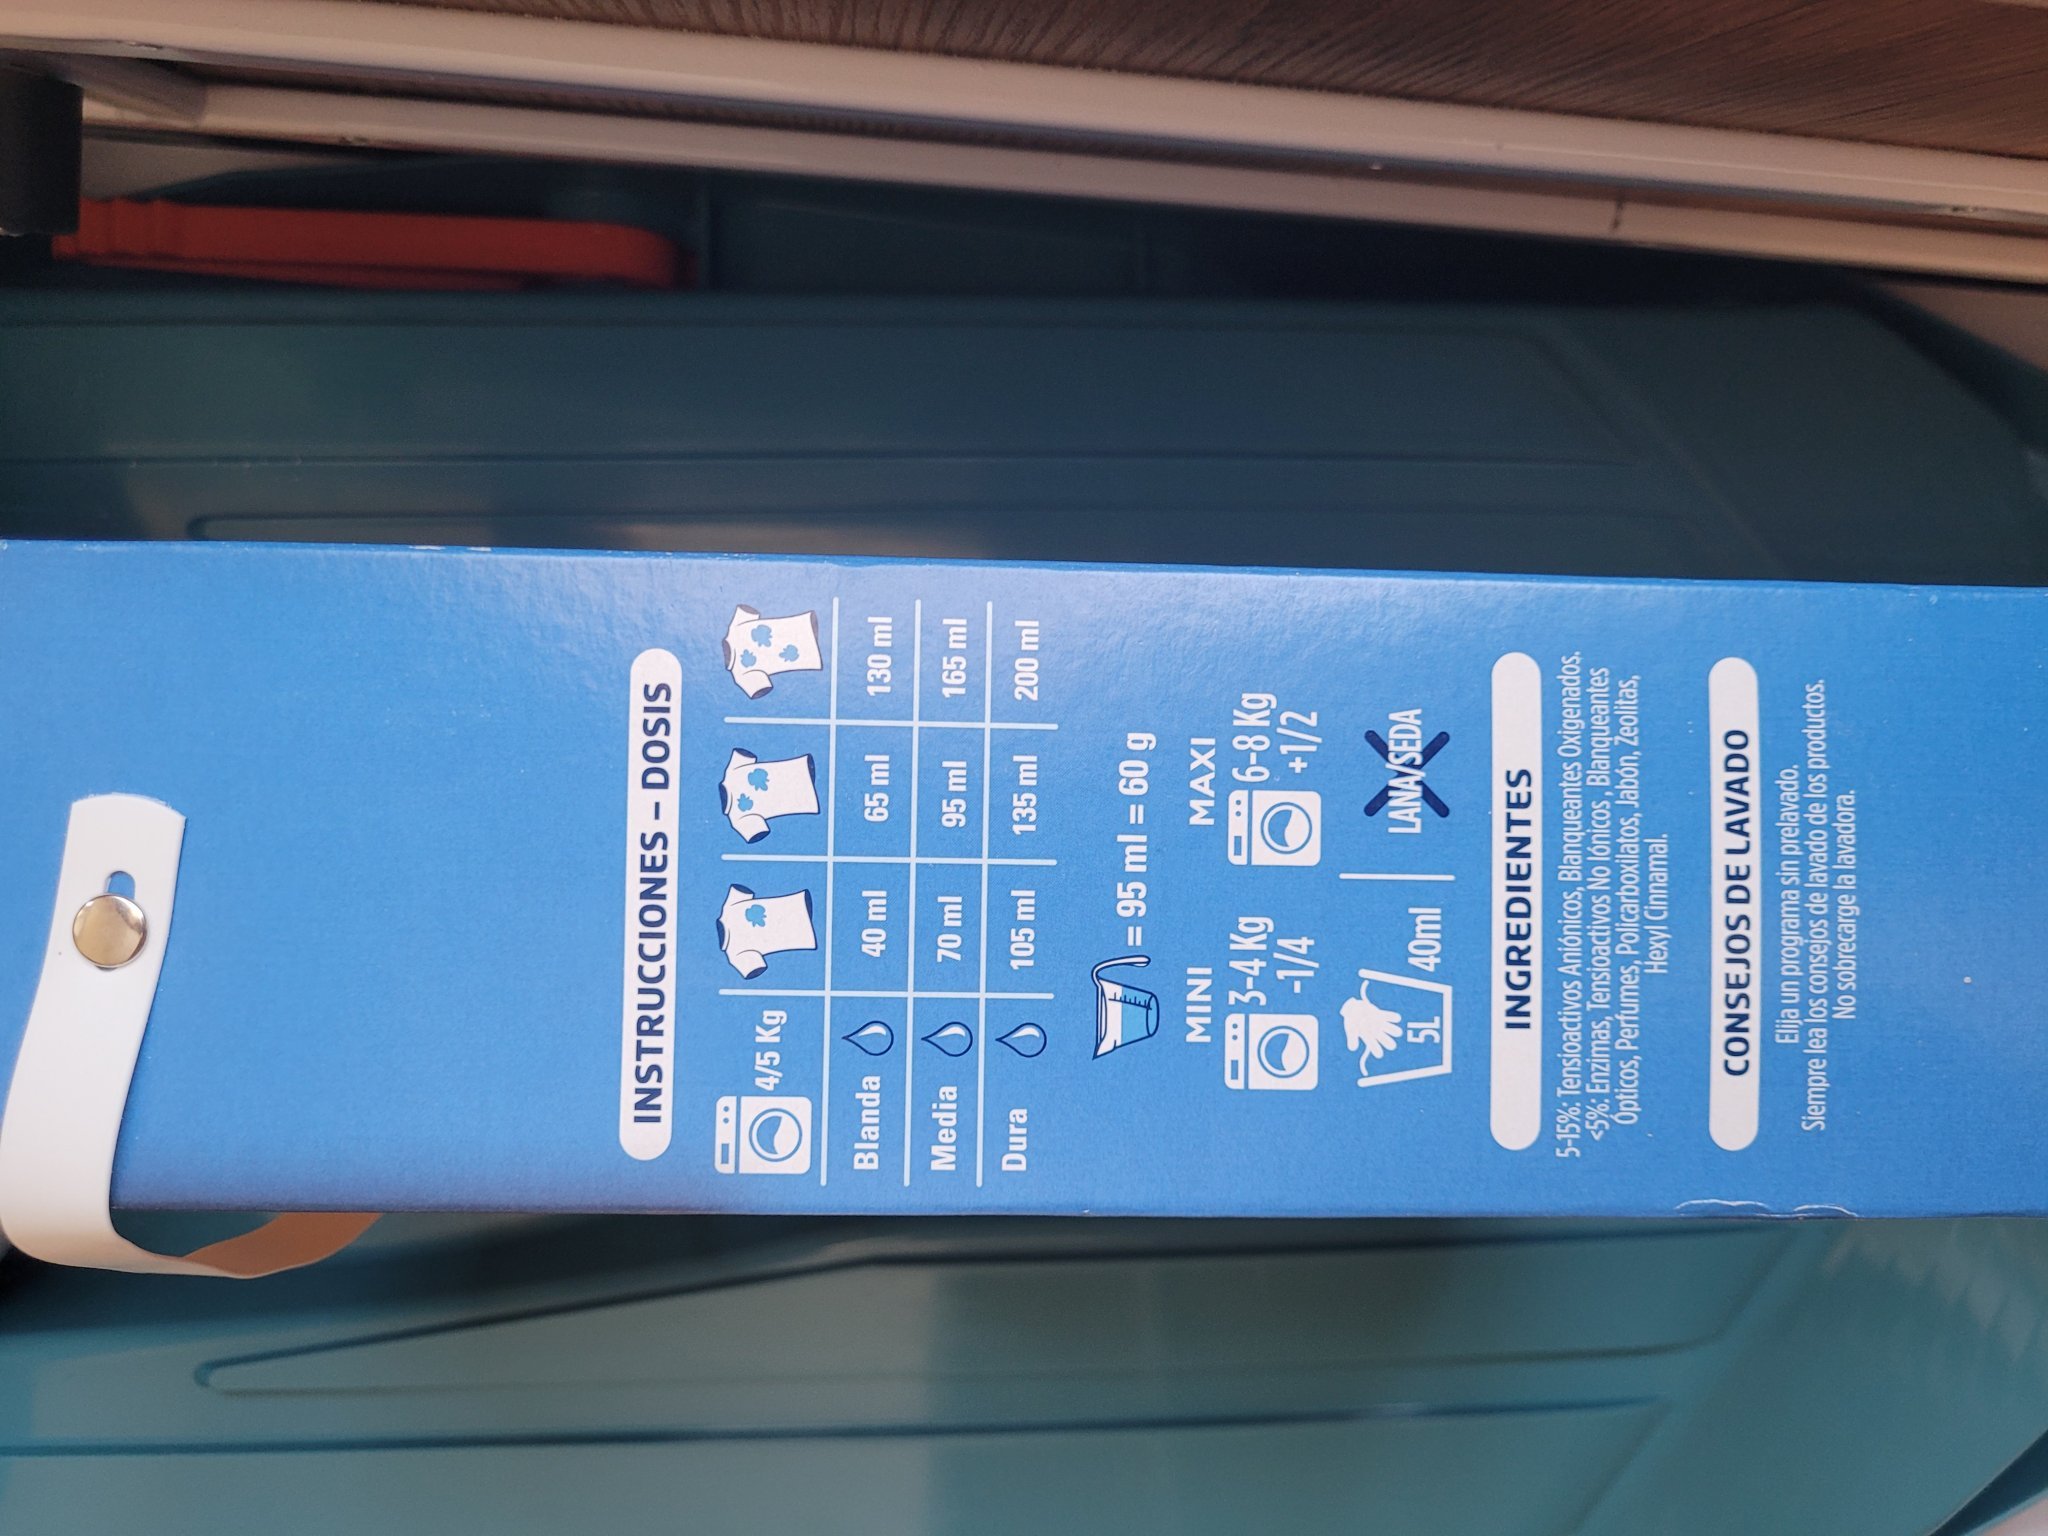 INSTRUCCIONES – DOSIS
4/5 Kg
Blanda 40 ml 65 ml 130 ml
Media 70 ml 95 ml 165 ml
Dura 105 ml 135 ml 200 ml
= 95 ml = 60 g
MINI MAXI
3-4 Kg 6-8 Kg
-1/4 +1/2
5L 40ml LANA/SEDA
INGREDIENTES
5-15%: Tensioactivos Aniónicos, Blanqueantes Oxigenados.
<5%: Enzimas, Tensioactivos No Iónicos , Blanqueantes
Ópticos, Perfumes, Policarboxilatos, Jabón, Zeolitas,
Hexyl Cinnamal.
CONSEJOS DE LAVADO
Elija un programa sin prelavado.
Siempre lea los consejos de lavado de los productos.
No sobrecarge la lavadora.